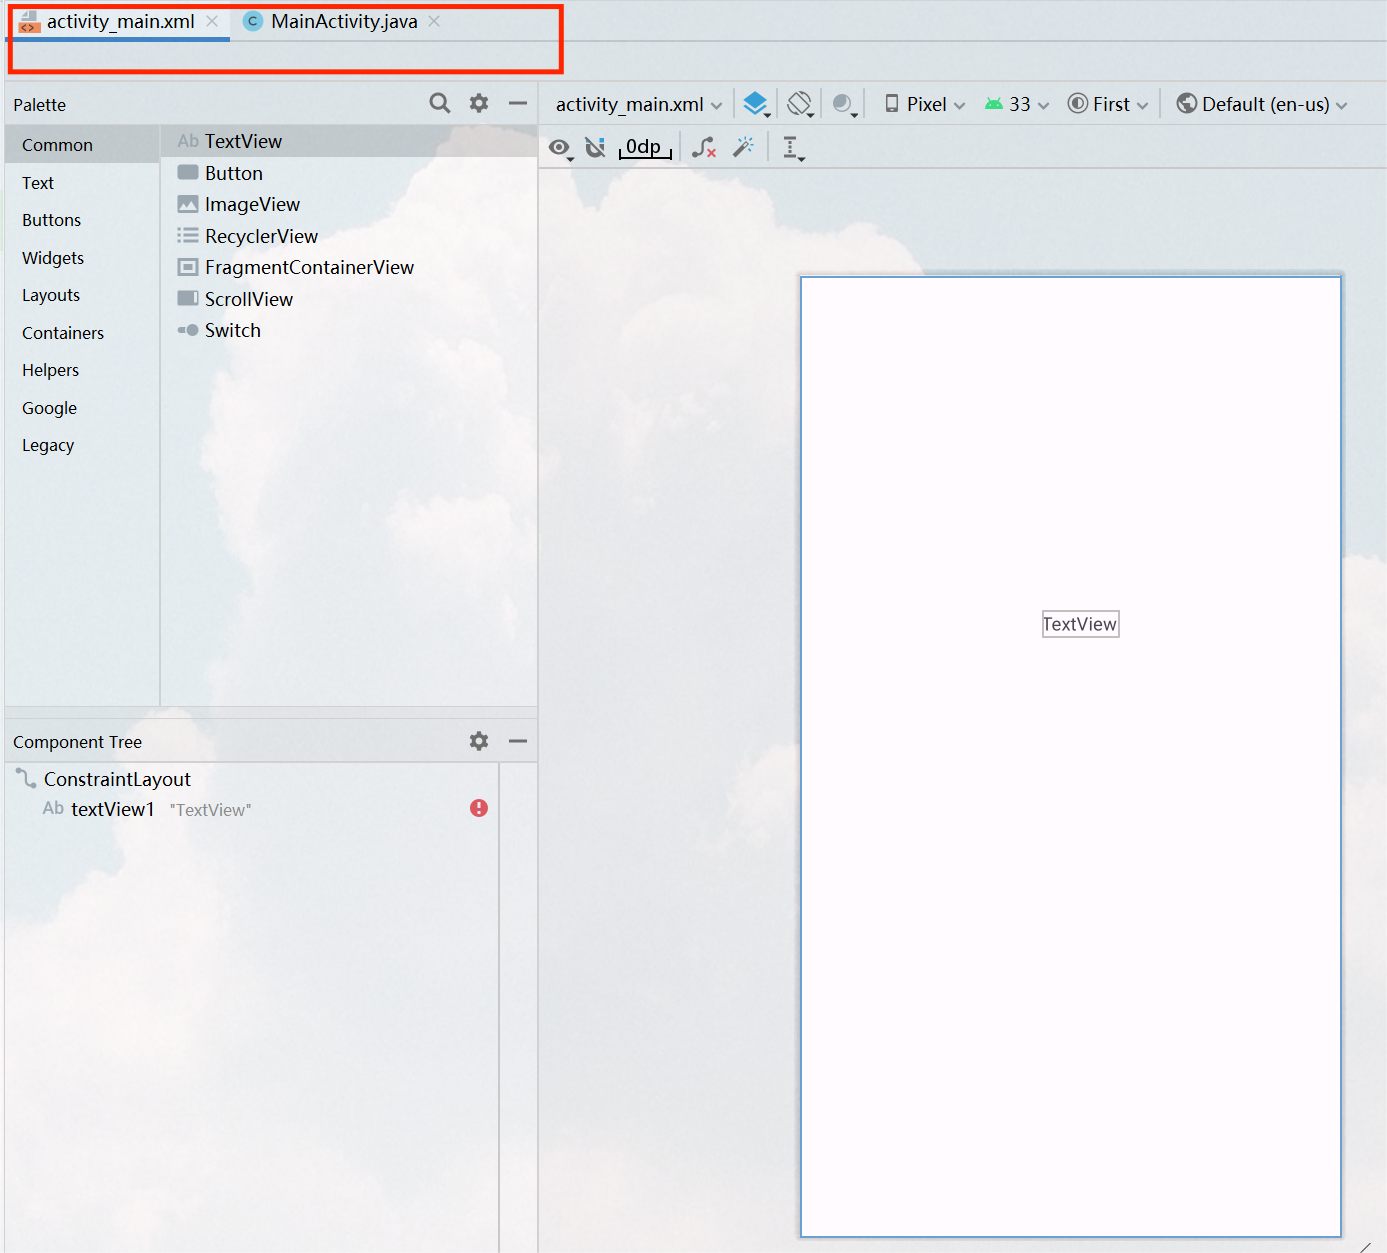 activity_main.xml MainActivity.java
Palette
activity_main.xml Pixel 33 First Default (en-us)
0dp
Common
Text
Buttons
Widgets
Layouts
Containers
Helpers
Google
Legacy
Ab TextView
Button
ImageView
RecyclerView
FragmentContainerView
ScrollView
Switch
TextView
Component Tree
ConstraintLayout
Ab textView1 "TextView"